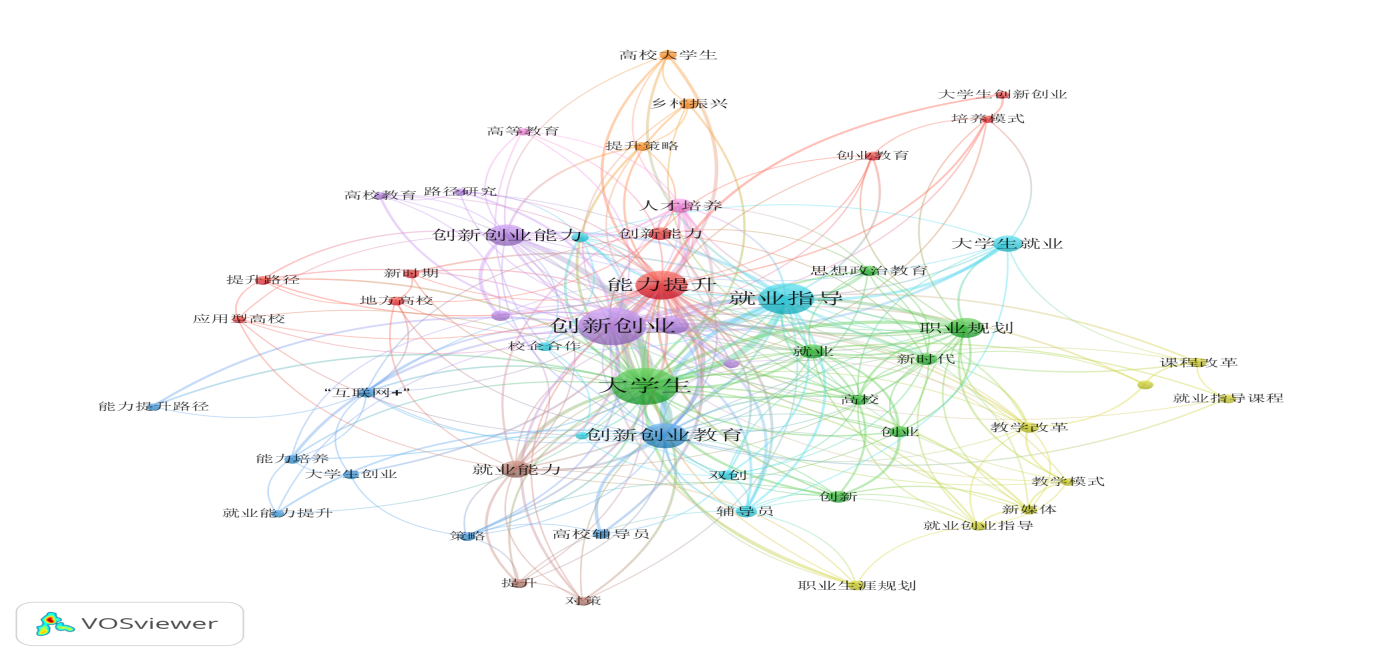 高校大学生
大学生创新创业
乡村振兴
培养模式
高等教育
提升策略
创业教育
高校教育
路径研究
人才培养
创新创业能力
创新能力
大学生就业
思想政治教育
新时期
提升路径
能力提升
就业指导
地方高校
应用型高校
创新创业
职业规划
校企合作
就业
新时代
课程改革
大学生
"互联网+"
高校
就业指导课程
能力提升路径
教学改革
创业
创新创业教育
能力培养
就业能力
大学生创业
双创
教学模式
创新
新媒体
就业能力提升
辅导员
就业创业指导
策略
高校辅导员
提升
职业生涯规划
对策
VOSviewer